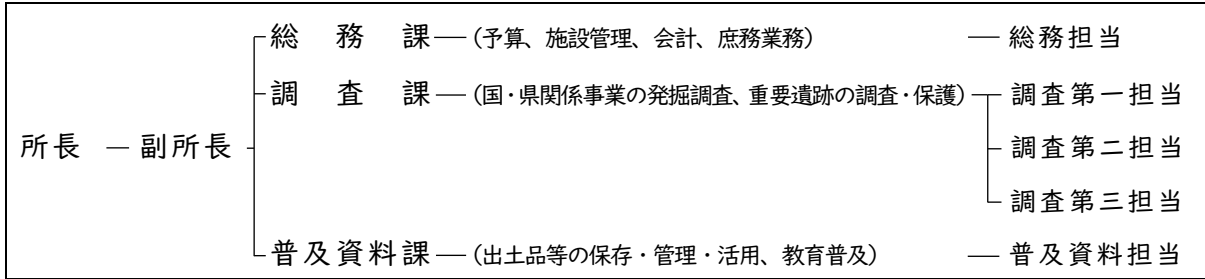 総務課 (予算、施設管理、会計、庶務業務) 総務担当
調査課 (国・県関係事業の発掘調査、重要遺跡の調査・保護) 調査第一担当
所長 副所長 調査第二担当
調査第三担当
普及資料課 (出土品等の保存・管理・活用、教育普及) 普及資料担当